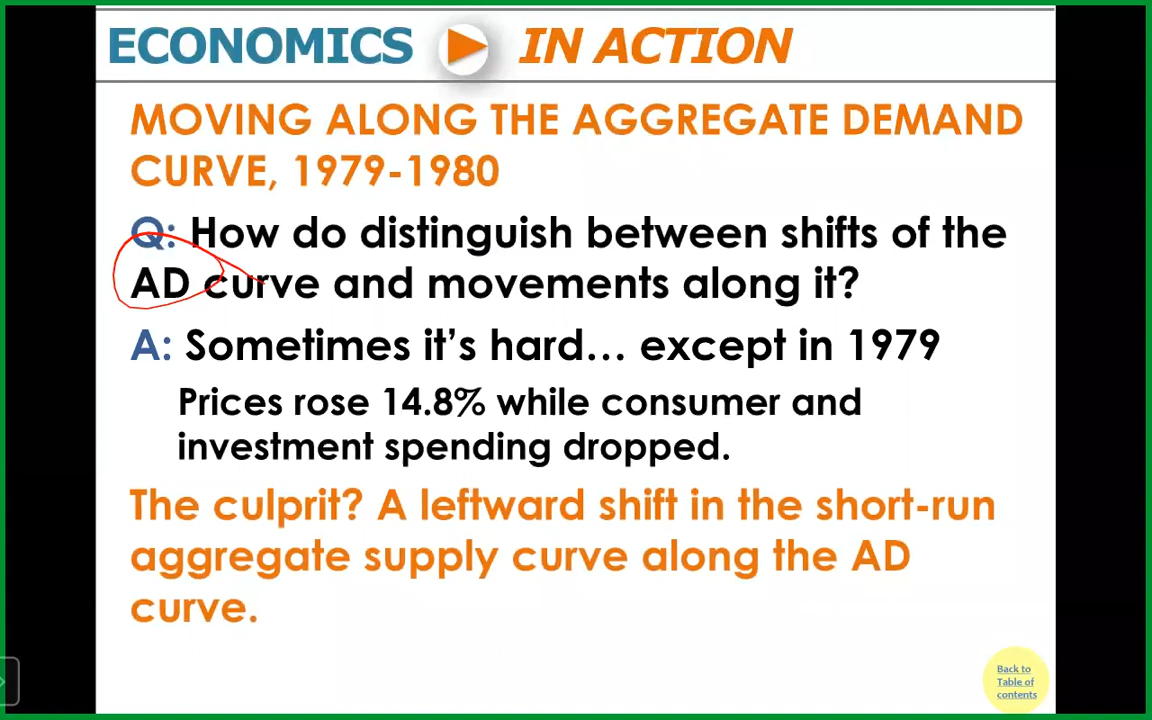 ECONOMICS IN ACTION
MOVING ALONG THE AGGREGATE DEMAND
CURVE, 1979-1980
Q: How do distinguish between shifts of the
AD curve and movements along it?
A: Sometimes it's hard... except in 1979
Prices rose 14.8% while consumer and
investment spending dropped.
The culprit? A leftward shift in the short-run
aggregate supply curve along the AD
curve.
Back to
Table of
contents